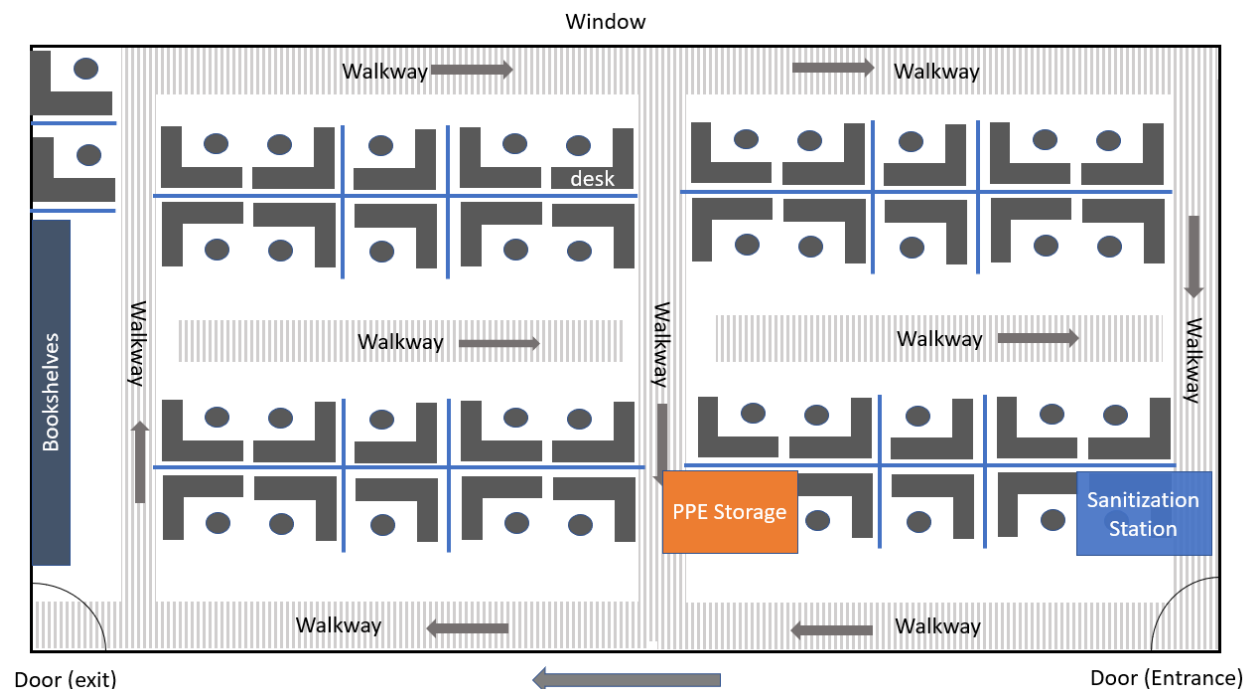 Window
Walkway
Walkway
desk
Walkway
Walkway
Walkway
Walkway
Walkway
Bookshelves
PPE Storage
Sanitization
Station
Walkway
Walkway
Door (exit)
Door (Entrance)